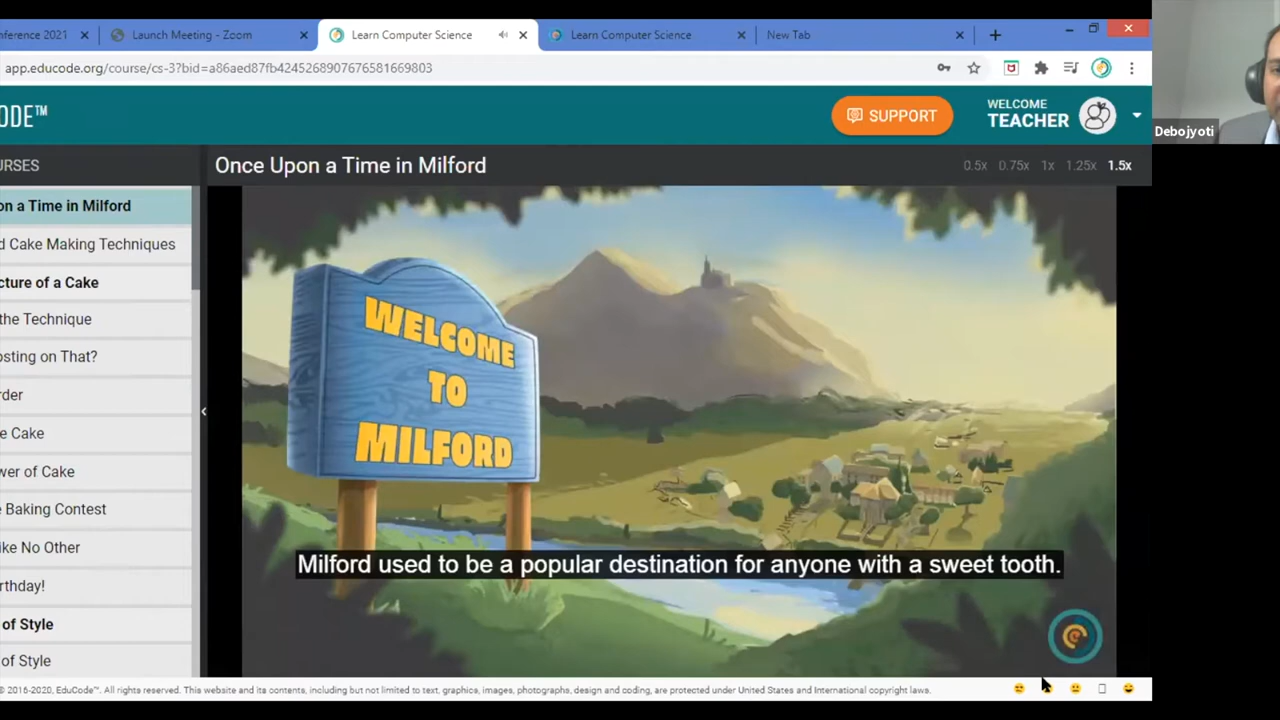 nference 2021
Launch Meeting - Zoom
Learn Computer Science
Learn Computer Science
New Tab
app.educode.org/course/cs-3?bid=a86aed87fb4245268907676581669803
ODE™
SUPPORT
WELCOME
TEACHER
Debojyoti
URSES
Once Upon a Time in Milford
0.5x 0.75x 1x 1.25x 1.5x
on a Time in Milford
d Cake Making Techniques
cture of a Cake
the Technique
osting on That?
rder
e Cake
wer of Cake
e Baking Contest
ike No Other
irthday!
of Style
of Style
WELCOME
TO
MILFORD
Milford used to be a popular destination for anyone with a sweet tooth.
© 2016-2020, EduCode™. All rights reserved. This website and its contents, including but not limited to text, graphics, images, photographs, design and coding, are protected under United States and International copyright laws.